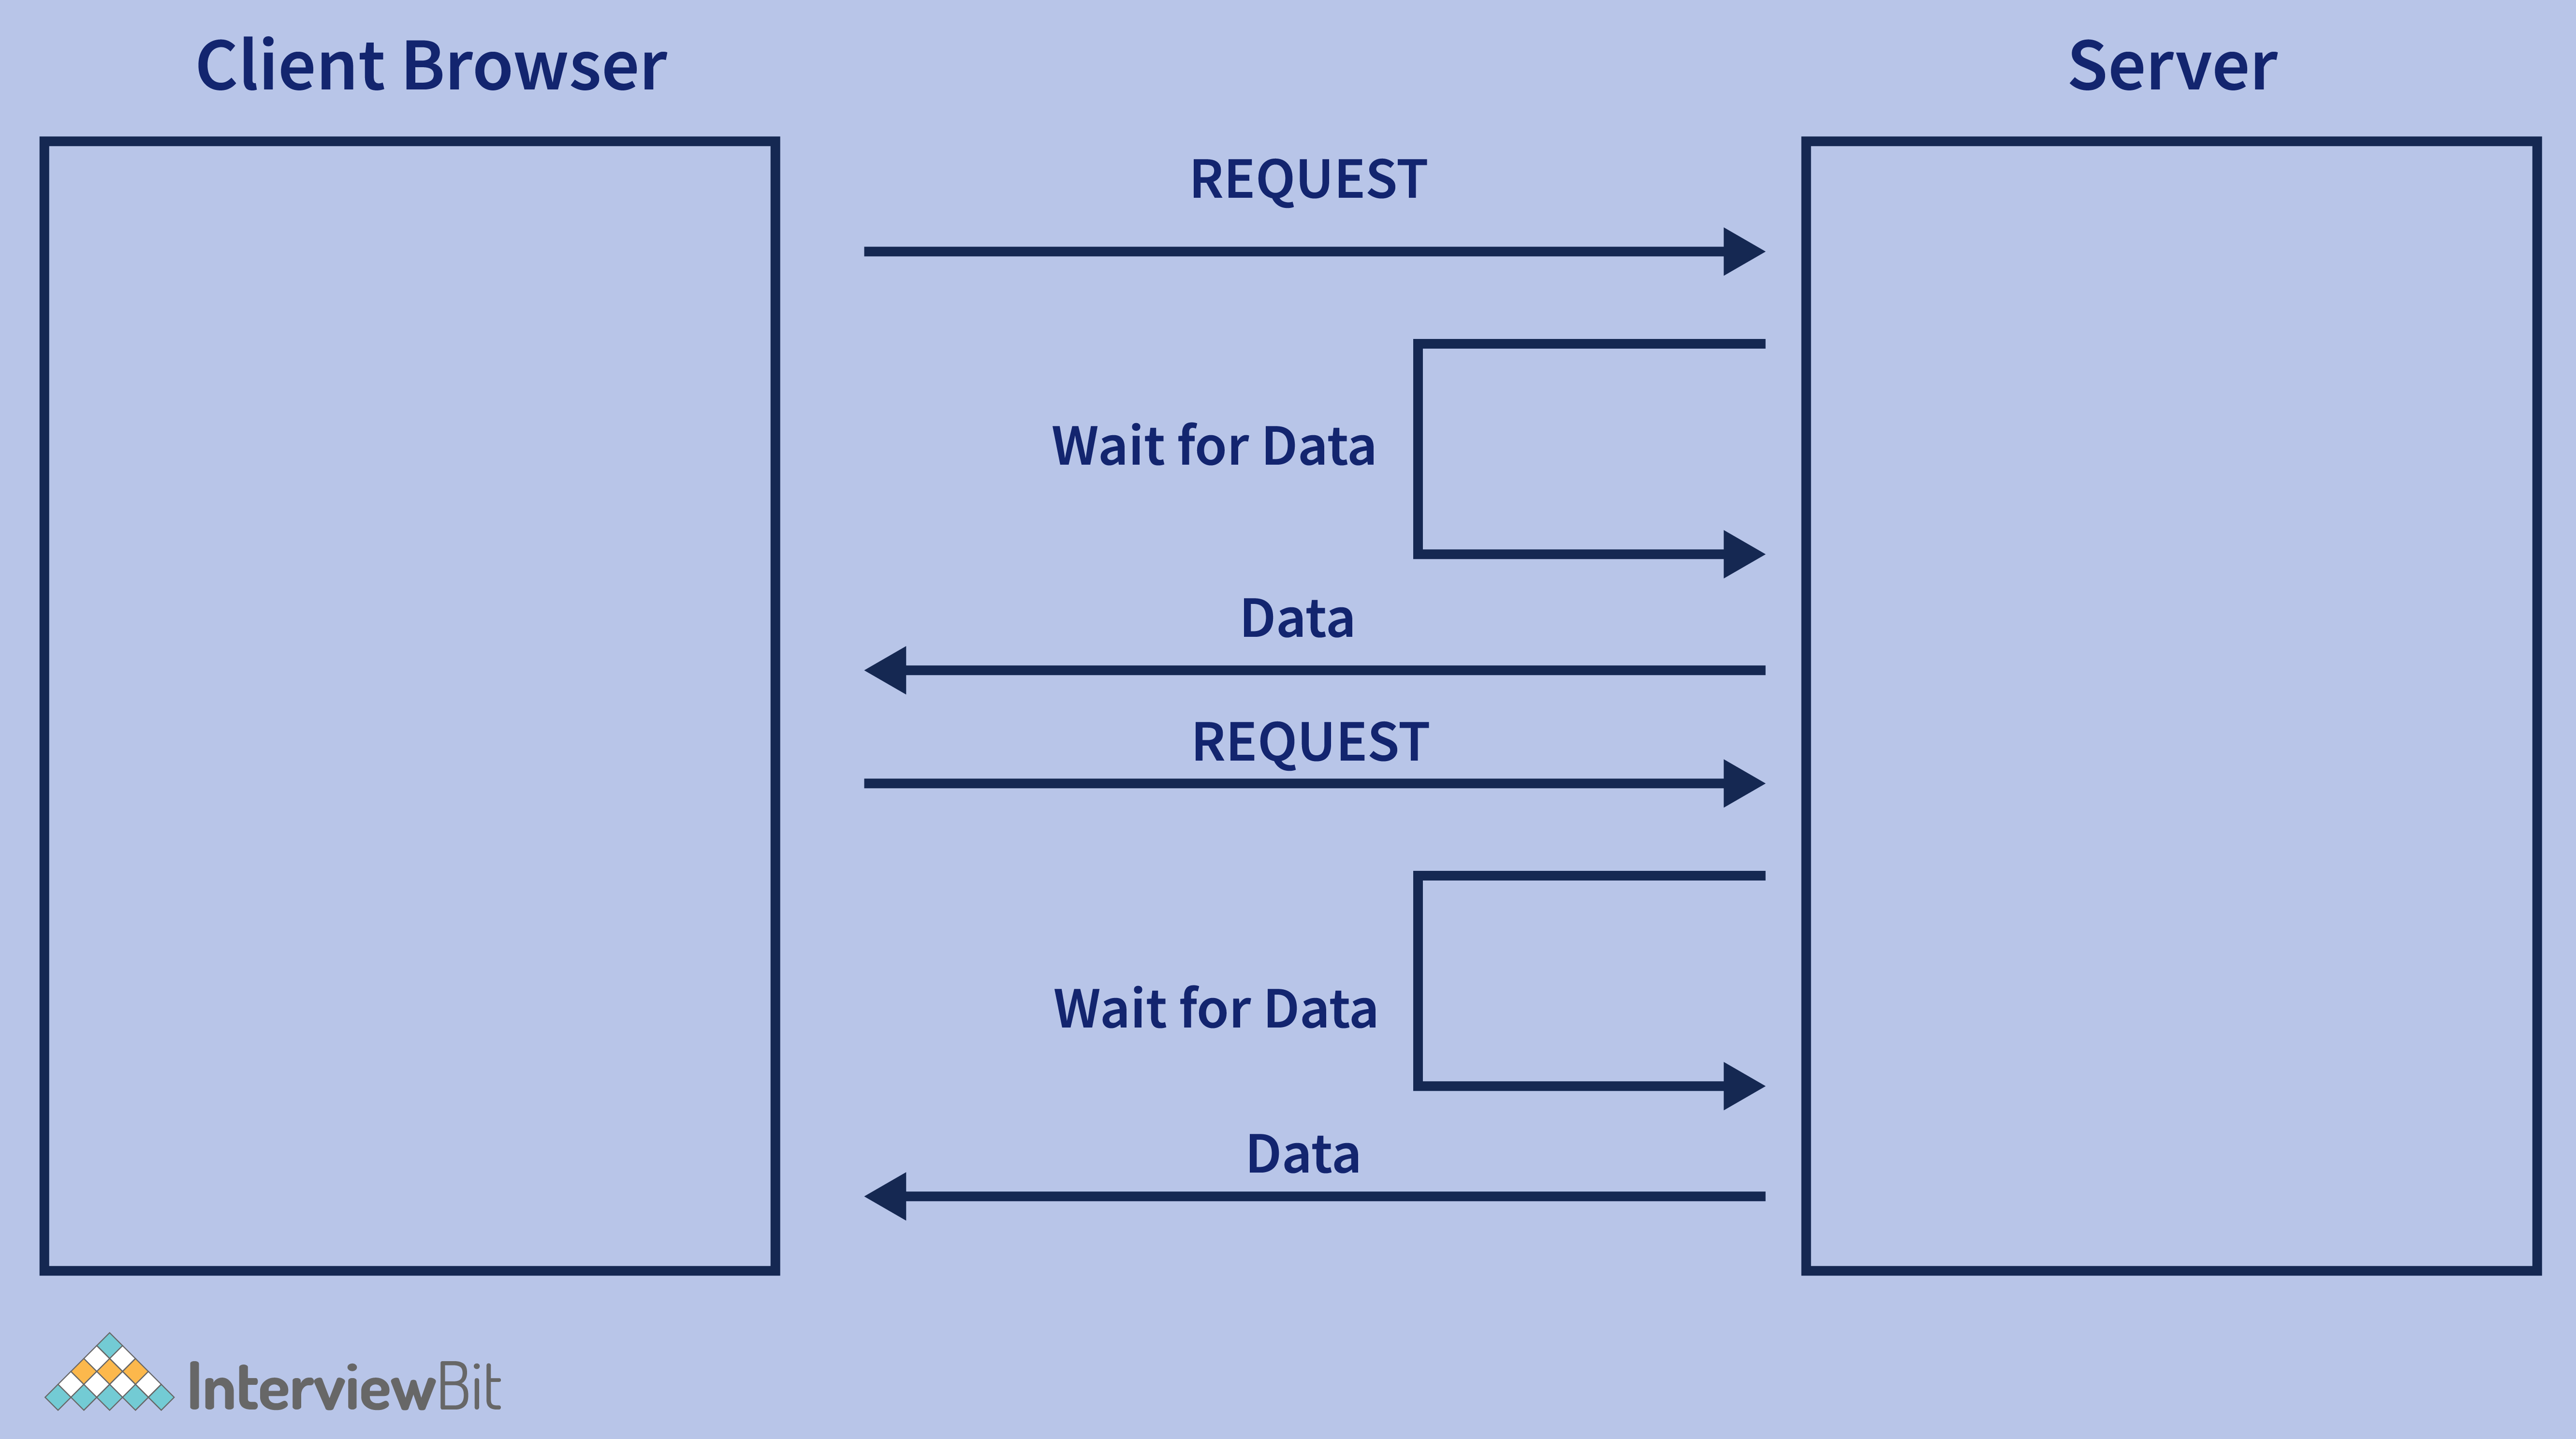 Client Browser
Server
REQUEST
Wait for Data
Data
REQUEST
Wait for Data
Data
InterviewBit